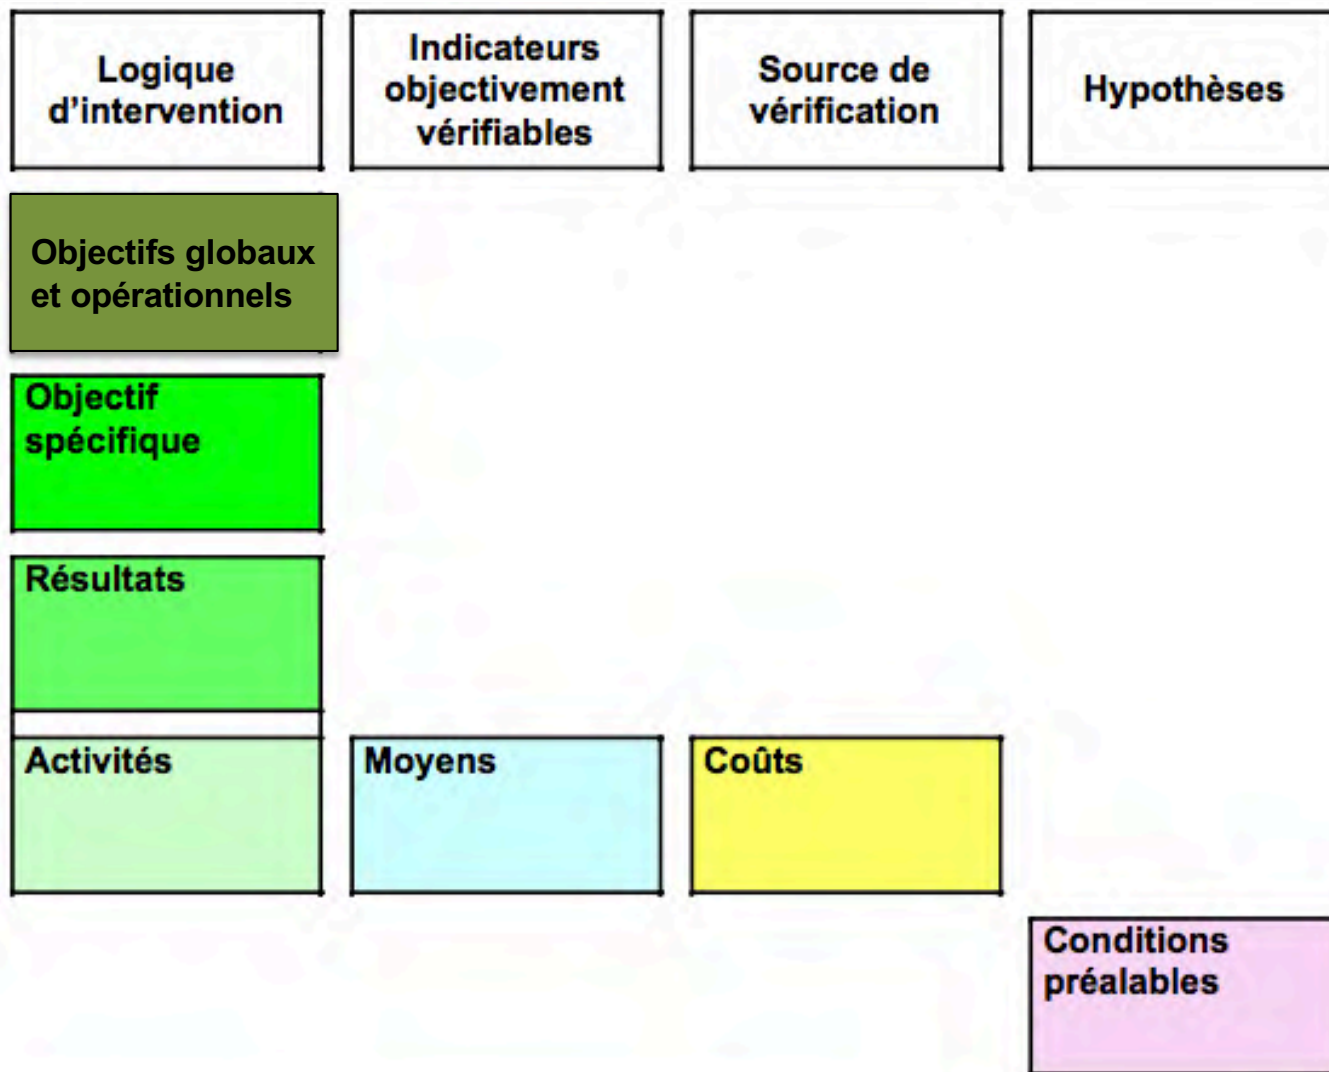 Logique
d'intervention
Indicateurs
objectivement
vérifiables
Source de
vérification
Hypothèses
Objectifs globaux
et opérationnels
Objectif
spécifique
Résultats
Activités
Moyens
Coûts
Conditions
préalables